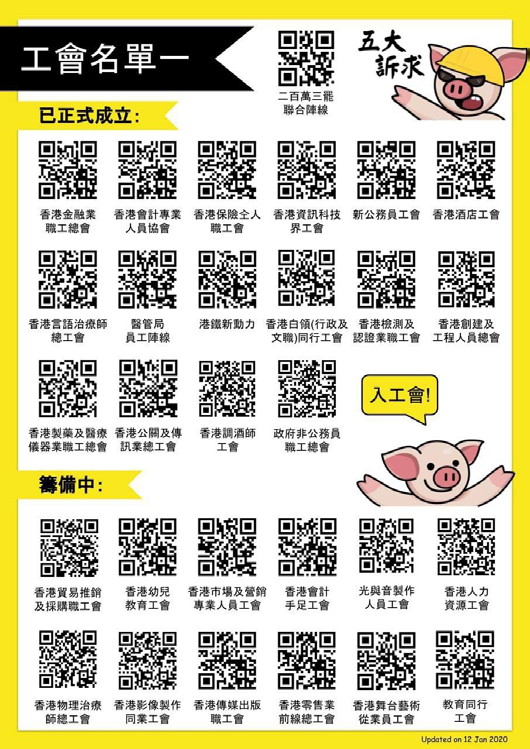 工會名單一
二百萬三罷
聯合陣線
五大
訴求
已正式成立：
香港金融業
職工總會
香港會計專業
人員協會
香港保險仝人
職工會
香港資訊科技
界工會
新公務員工會
香港酒店工會
香港言語治療師
總工會
醫管局
員工陣線
港鐵新動力
香港白領(行政及
文職)同行工會
香港檢測及
認證業職工會
香港創建及
工程人員總會
香港製藥及醫療
儀器業職工總會
香港公關及傳
訊業總工會
香港調酒師
工會
政府非公務員
職工總會
入工會!
籌備中：
香港貿易推銷
及採購職工會
香港幼兒
教育工會
香港市場及營銷
專業人員工會
香港會計
手足工會
光與音製作
人員工會
香港人力
資源工會
香港物理治療
師總工會
香港影像製作
同業工會
香港傳媒出版
職工會
香港零售業
前線總工會
香港舞台藝術
從業員工會
教育同行
工會
Updated on 12 Jan 2020